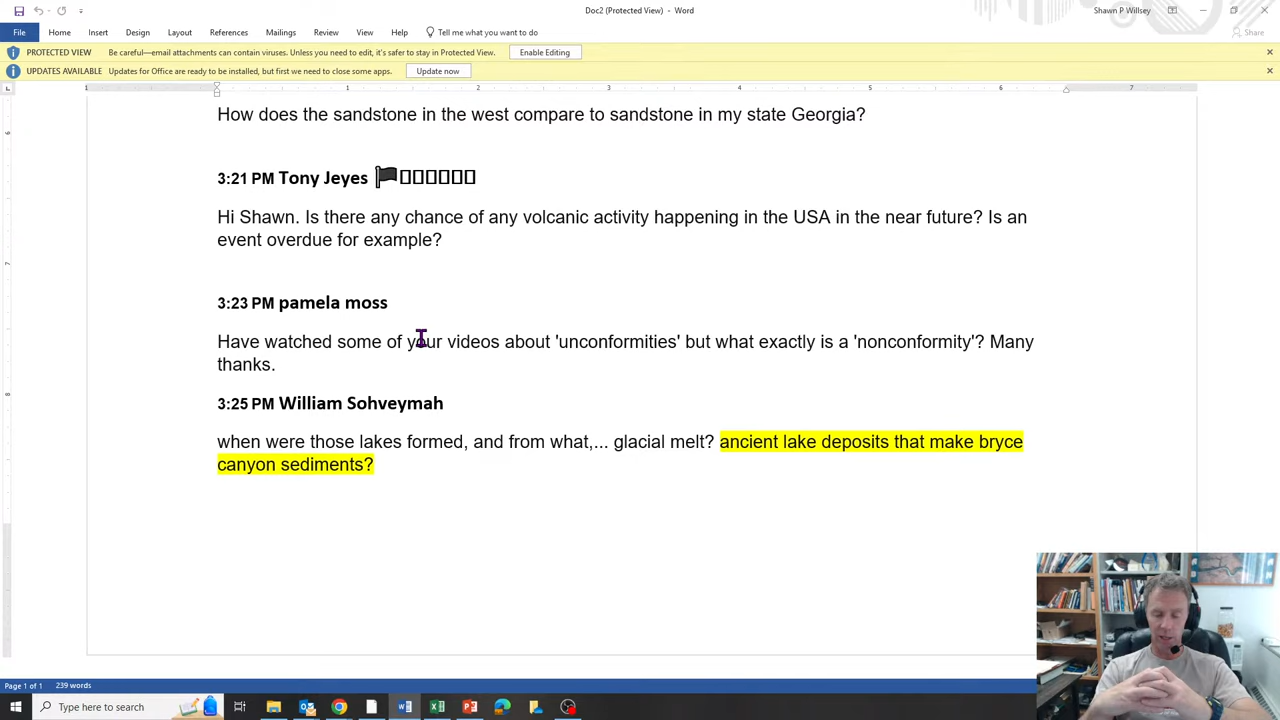 Doc2 (Protected View) - Word
Shawn P Willsey
File Home Insert Design Layout References Mailings Review View Help Tell me what you want to do Share
PROTECTED VIEW Be careful—email attachments can contain viruses. Unless you need to edit, it's safer to stay in Protected View. Enable Editing
UPDATES AVAILABLE Updates for Office are ready to be installed, but first we need to close some apps. Update now
1 1 2 3 4 5 6 7
How does the sandstone in the west compare to sandstone in my state Georgia?
3:21 PM Tony Jeyes
Hi Shawn. Is there any chance of any volcanic activity happening in the USA in the near future? Is an
event overdue for example?
3:23 PM pamela moss
Have watched some of your videos about 'unconformities' but what exactly is a 'nonconformity'? Many
thanks.
3:25 PM William Sohveymah
when were those lakes formed, and from what,... glacial melt? ancient lake deposits that make bryce
canyon sediments?
Page 1 of 1 239 words
Type here to search